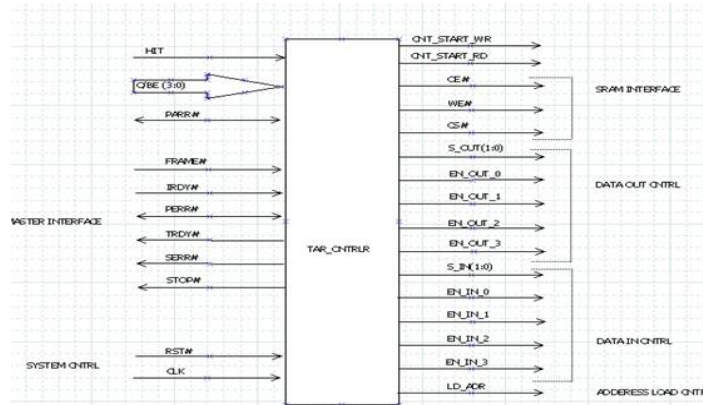 HIT
C/BE (3:0)
PARR#
FRAME#
IRDY#
PERR#
MASTER INTERFACE
TRDY#
SERR#
STOP#
RST#
SYSTEM CNTRL
CLK
TAR_CNTRLR
CNT_START_WR
CNT_START_RD
CE#
SRAM INTERFACE
WE#
CS#
S_OUT(1:0)
EN_OUT_0
DATA OUT CNTRL
EN_OUT_1
EN_OUT_2
EN_OUT_3
S_IN(1:0)
EN_IN_0
EN_IN_1
DATA IN CNTRL
EN_IN_2
EN_IN_3
LD_ADR
ADDERESS LOAD CNT